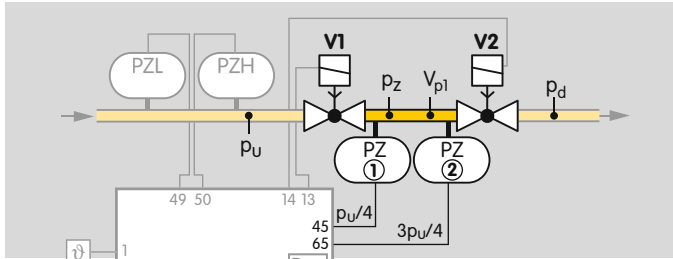 V1 V2
PZL PZH
pZ Vp1 pd
pU
PZ PZ
1 2
49 50 14 13
pU/4
45
3pU/4
65
ϑ 1